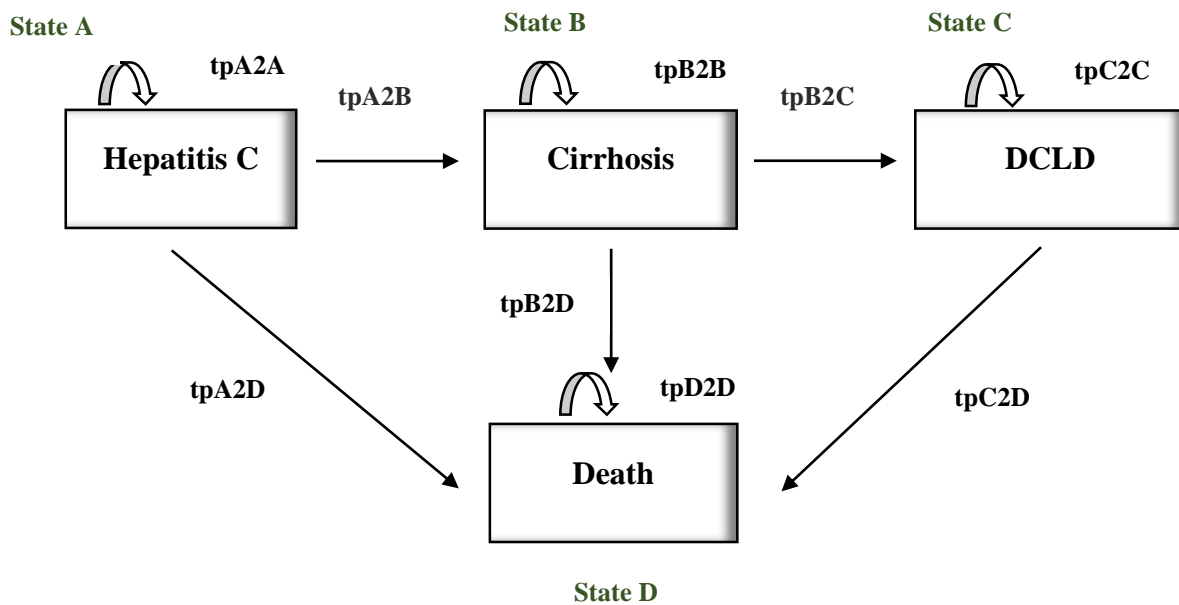 State A
State B
State C
tpA2A
tpB2B
tpC2C
tpA2B
tpB2C
Hepatitis C
Cirrhosis
DCLD
tpB2D
tpA2D
tpD2D
tpC2D
Death
State D